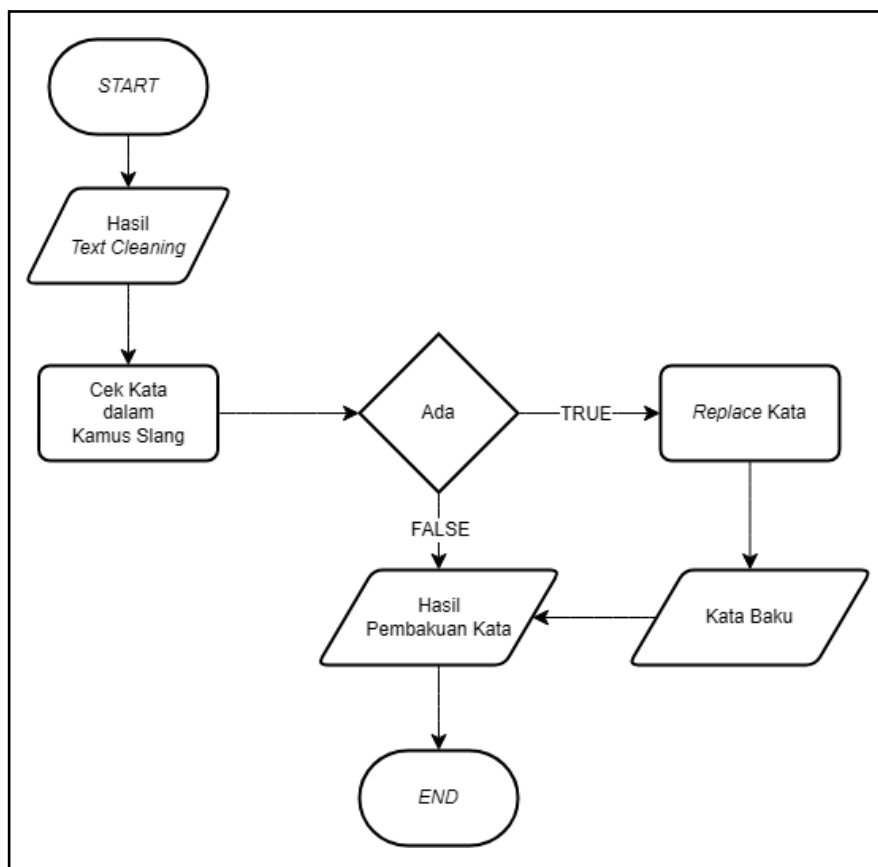 START
Hasil
Text Cleaning
Cek Kata
dalam
Kamus Slang
Ada
TRUE
Replace Kata
FALSE
Hasil
Pembakuan Kata
Kata Baku
END